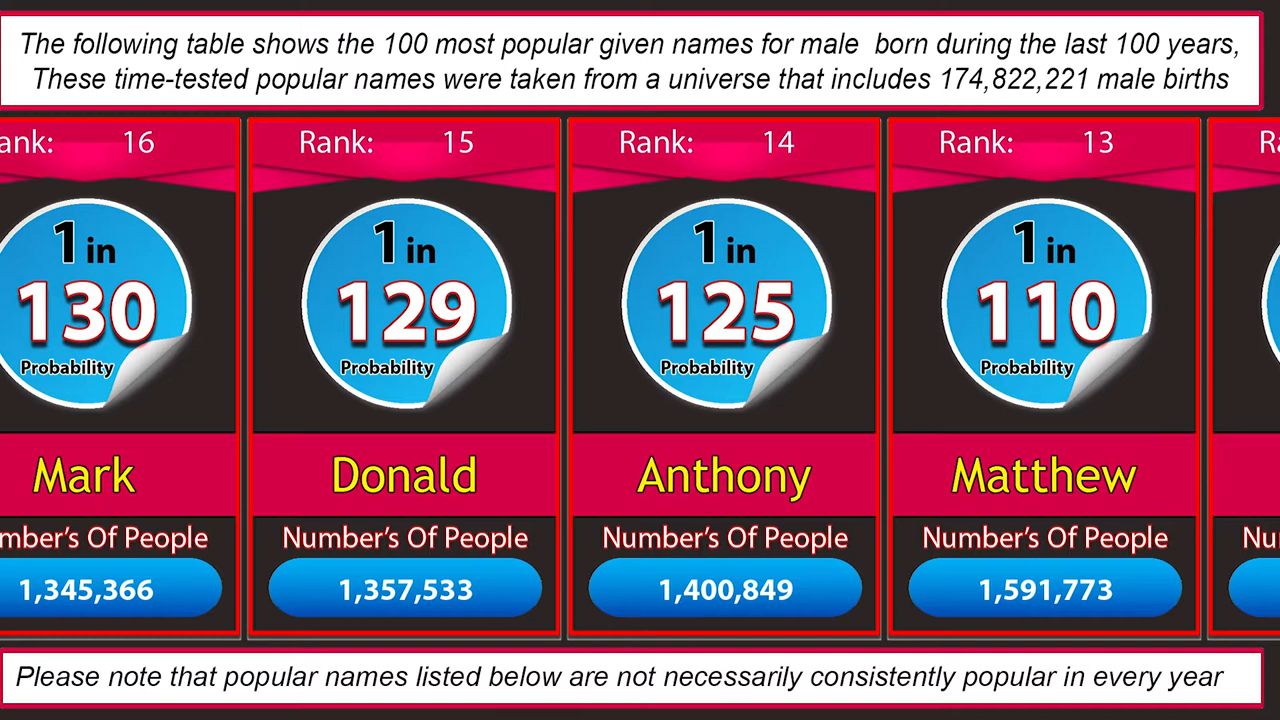 The following table shows the 100 most popular given names for male born during the last 100 years,
These time-tested popular names were taken from a universe that includes 174,822,221 male births
ank: 16
1 in
130
Probability
Mark
mber's Of People
1,345,366
Rank: 15
1 in
129
Probability
Donald
Number's Of People
1,357,533
Rank: 14
1 in
125
Probability
Anthony
Number's Of People
1,400,849
Rank: 13
1 in
110
Probability
Matthew
Number's Of People
1,591,773
Ra
Nu
Please note that popular names listed below are not necessarily consistently popular in every year